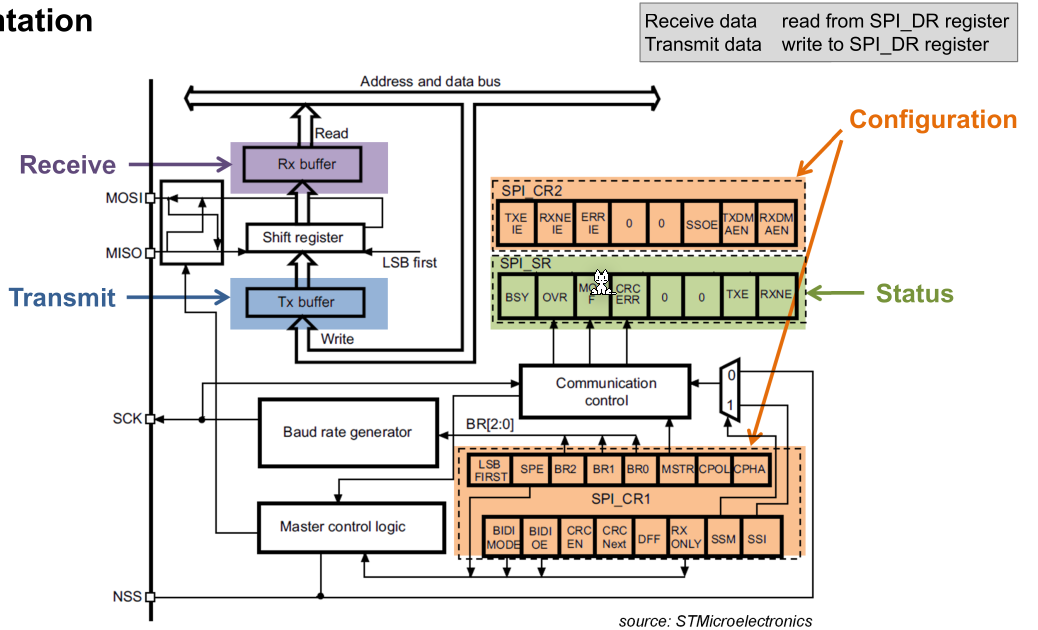 ntation
Receive data read from SPI_DR register
Transmit data write to SPI_DR register
Address and data bus
Configuration
Read
Receive
Rx buffer
SPI_CR2
MOSI
TXE IE
RXNE IE
ERR IE
0
0
SSOE
TXDM AEN
RXDM AEN
Shift register
MISO
LSB first
SPI_SR
Transmit
Tx buffer
BSY
OVR
CRC ERR
0
0
TXE
RXNE
Status
Write
Communication
control
0
1
SCK
Baud rate generator
BR[2:0]
LSB FIRST
SPE
BR2
BR1
BR0
MSTR
CPOL
CPHA
SPI_CR1
Master control logic
BIDI MODE
BIDI OE
CRC EN
CRC Next
DFF
RX ONLY
SSM
SSI
NSS
source: STMicroelectronics